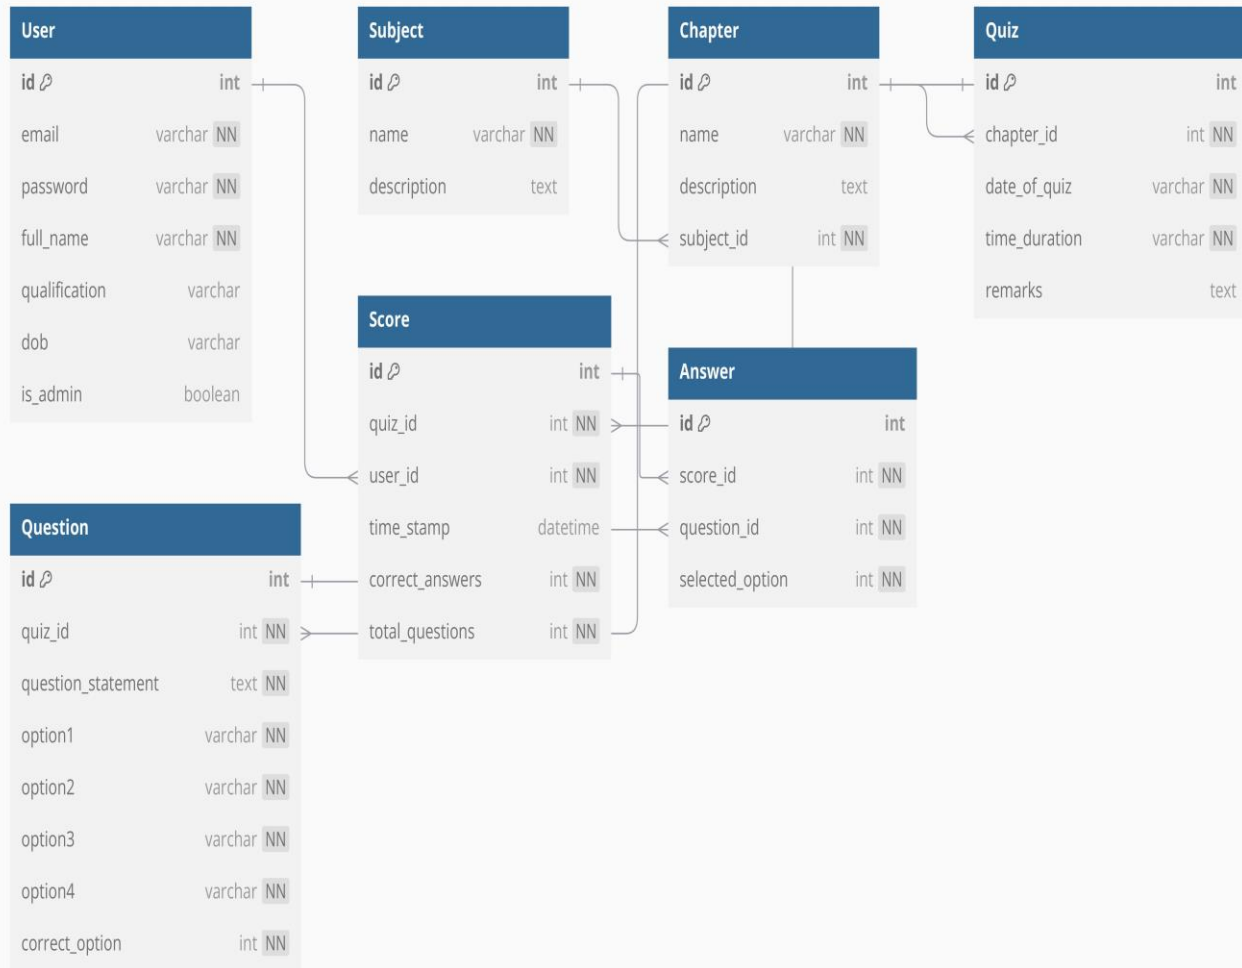 User
id int
email varchar NN
password varchar NN
full_name varchar NN
qualification varchar
dob varchar
is_admin boolean
Subject
id int
name varchar NN
description text
Chapter
id int
name varchar NN
description text
subject_id int NN
Quiz
id int
chapter_id int NN
date_of_quiz varchar NN
time_duration varchar NN
remarks text
Score
id int
quiz_id int NN
user_id int NN
time_stamp datetime
correct_answers int NN
total_questions int NN
Answer
id int
score_id int NN
question_id int NN
selected_option int NN
Question
id int
quiz_id int NN
question_statement text NN
option1 varchar NN
option2 varchar NN
option3 varchar NN
option4 varchar NN
correct_option int NN